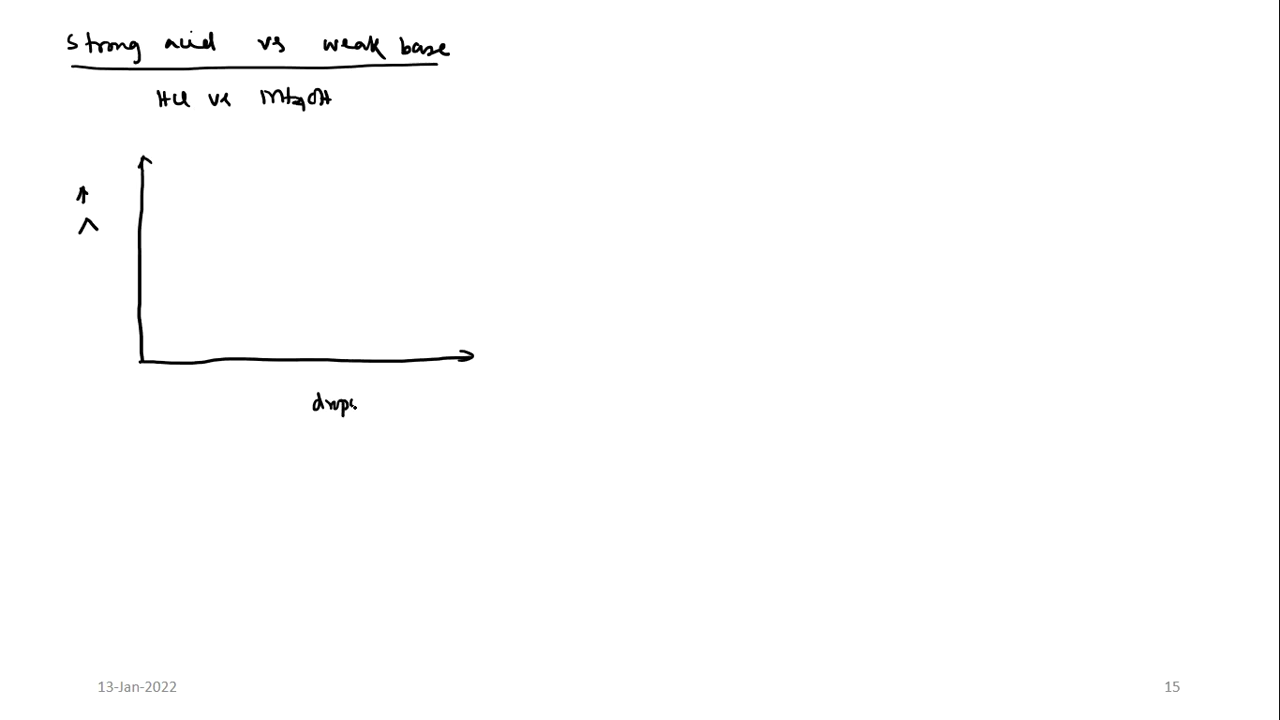 strong acid vs weak base
HCl vs NH4OH
Λ
drops
13-Jan-2022
15